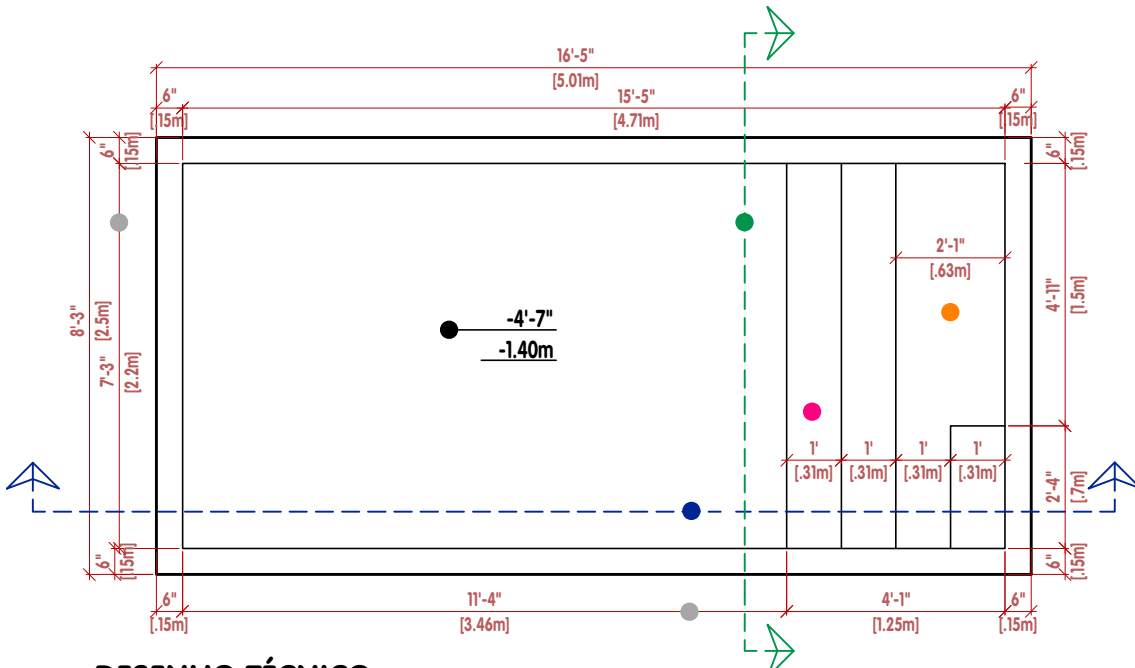 16'-5"
[5.01m]
6"
[.15m]
15'-5"
[4.71m]
6"
[.15m]
6"
[.15m]
6"
[.15m]
8'-3"
[2.5m]
7'-3"
[2.2m]
2'-1"
[.63m]
4'-11"
[1.5m]
-4'-7"
-1.40m
1'
[.31m]
1'
[.31m]
1'
[.31m]
1'
[.31m]
2'-4"
[.7m]
6"
[.15m]
6"
[.15m]
6"
[.15m]
11'-4"
[3.46m]
4'-1"
[1.25m]
6"
[.15m]
DESENHO TÉCNICO